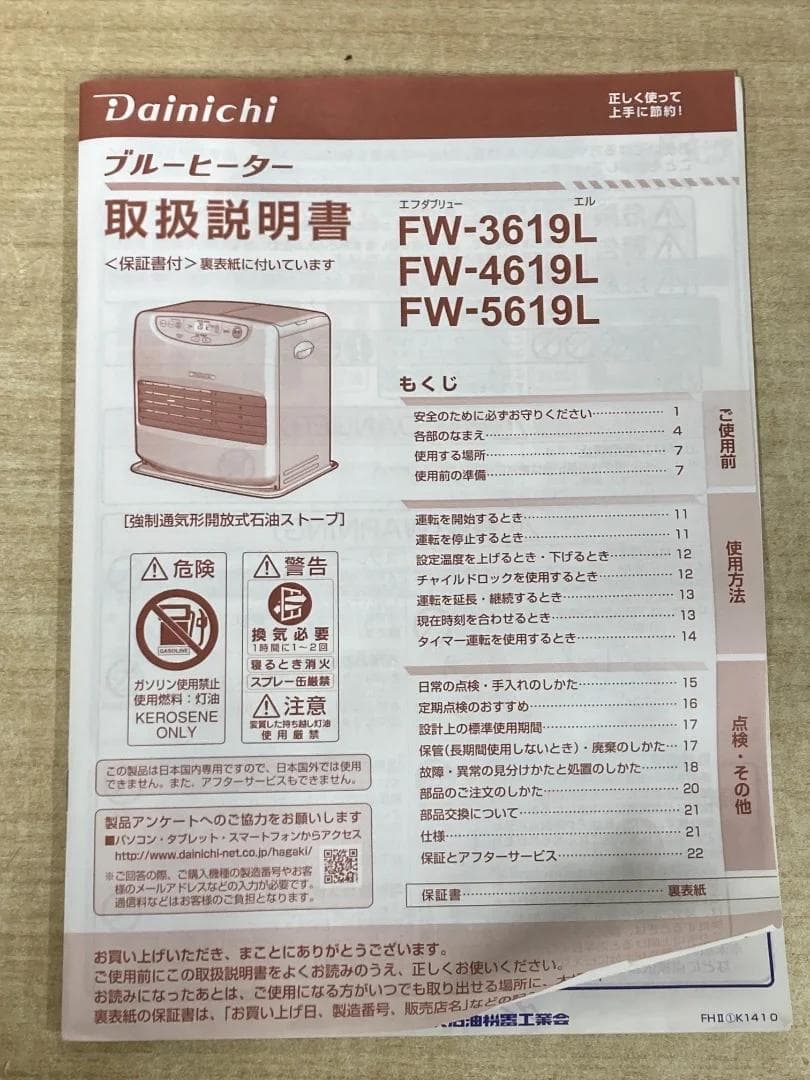 Dainichi
正しく使って
上手に節約!
ブルーヒーター
取扱説明書
<保証書付>裏表紙に付いています
エフダブリュー エル
FW-3619L
FW-4619L
FW-5619L
[強制通気形開放式石油ストーブ]
危険
GASOLINE
ガソリン使用禁止
使用燃料:灯油
KEROSENE
ONLY
警告
換気必要
1時間に1~2回
寝るとき消火
スプレー缶厳禁
注意
変質した持ち越し灯油
使用厳禁
この製品は日本国内専用ですので、日本国外では使用
できません。また、アフターサービスもできません。
製品アンケートへのご協力をお願いします
■パソコン・タブレット・スマートフォンからアクセス
http://www.dainichi-net.co.jp/hagaki/
※ご回答の際、ご購入機種の製造番号やお客
様のメールアドレスなどの入力が必要です。
通信料などはお客様のご負担となります。
もくじ
ご使用前
安全のために必ずお守りください 1
各部のなまえ 4
使用する場所 7
使用前の準備 7
使用方法
運転を開始するとき 11
運転を停止するとき 11
設定温度を上げるとき・下げるとき 12
チャイルドロックを使用するとき 12
運転を延長・継続するとき 13
現在時刻を合わせるとき 13
タイマー運転を使用するとき 14
点検・その他
日常の点検・手入れのしかた 15
定期点検のおすすめ 16
設計上の標準使用期間 17
保管(長期間使用しないとき)・廃棄のしかた 17
故障・異常の見分けかたと処置のしかた 18
部品のご注文のしかた 20
部品交換について 21
仕様 21
保証とアフターサービス 22
保証書 裏表紙
お買い上げいただき、まことにありがとうございます。
ご使用前にこの取扱説明書をよくお読みのうえ、正しくお使いください。
お読みになったあとは、ご使用になる方がいつでも取り出せる場所に、
裏表紙の保証書は、「お買い上げ日、製造番号、販売店名」などの
石油機器工業会
FHⅡ①K1410